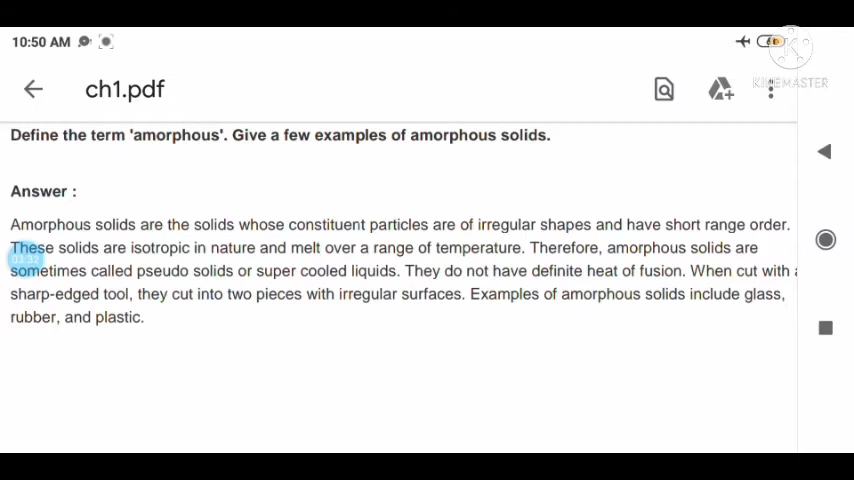 10:50 AM
KINEMASTER
ch1.pdf
Define the term 'amorphous'. Give a few examples of amorphous solids.
Answer :
Amorphous solids are the solids whose constituent particles are of irregular shapes and have short range order.
These solids are isotropic in nature and melt over a range of temperature. Therefore, amorphous solids are
03:32
sometimes called pseudo solids or super cooled liquids. They do not have definite heat of fusion. When cut with a
sharp-edged tool, they cut into two pieces with irregular surfaces. Examples of amorphous solids include glass,
rubber, and plastic.